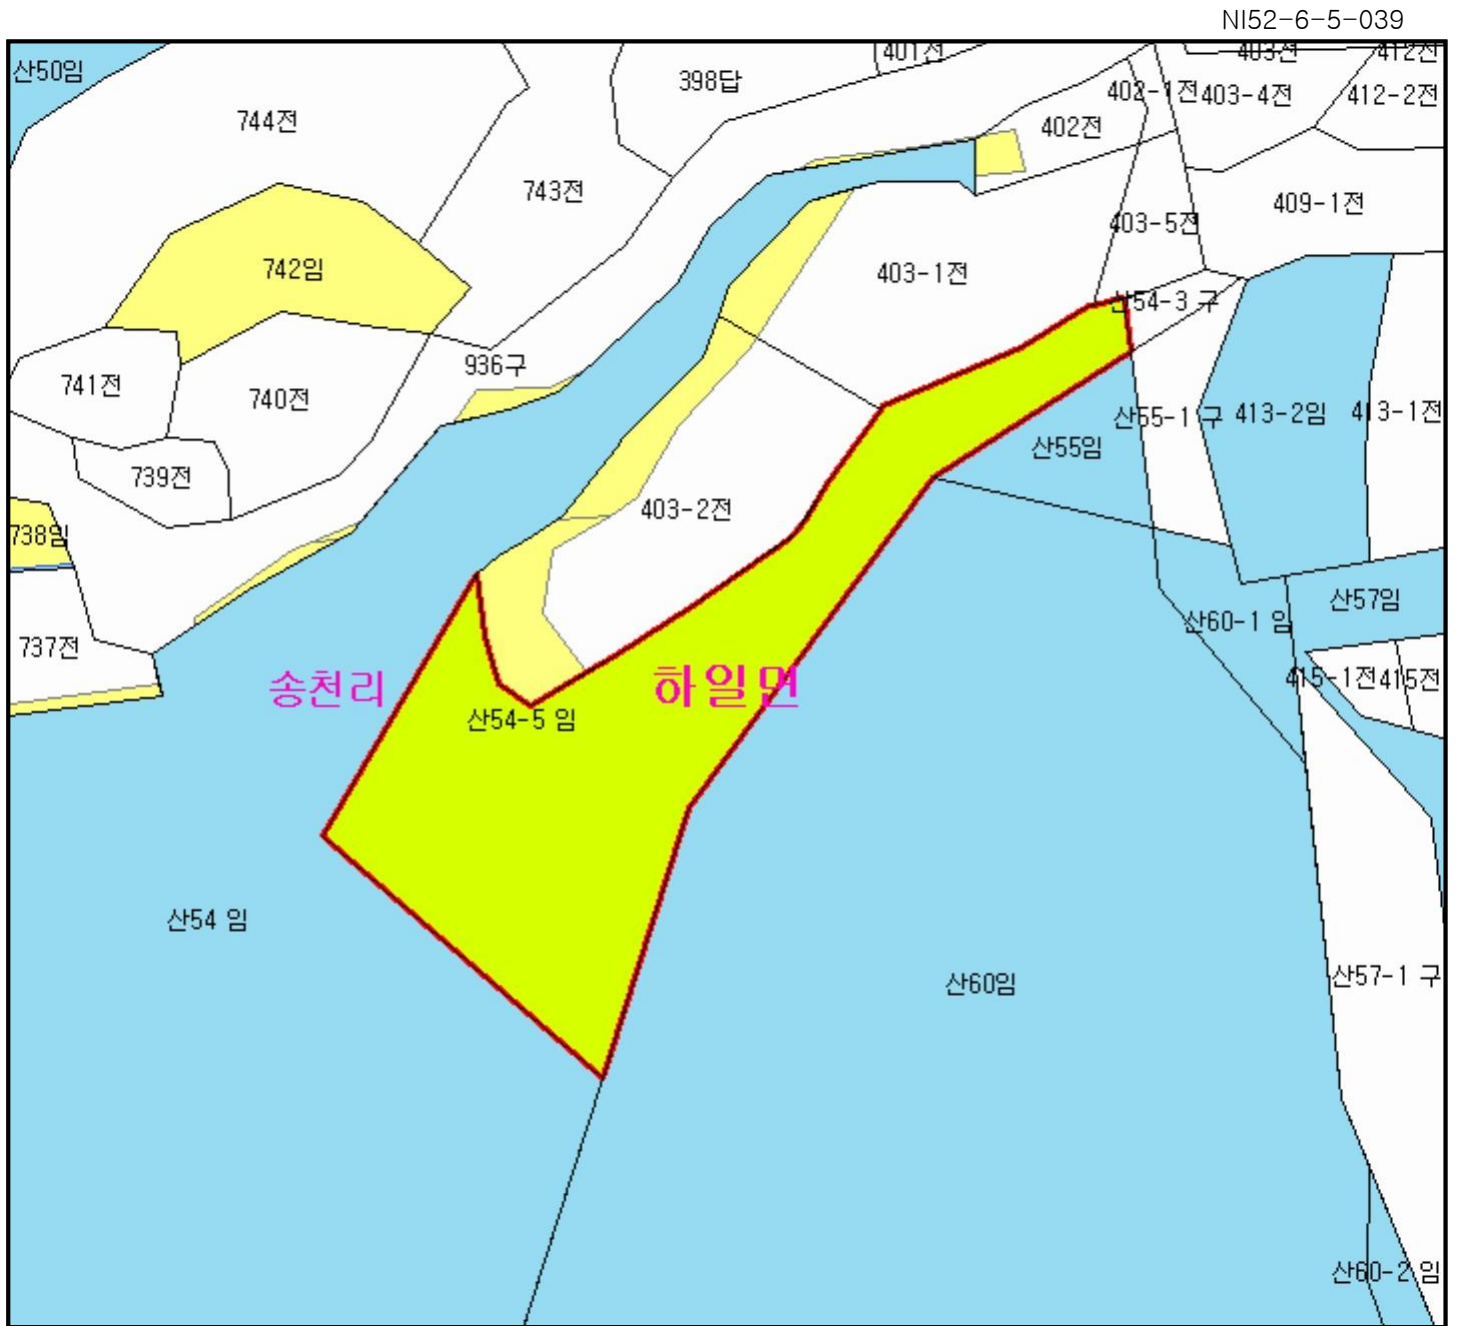 NI52-6-5-039
401전
403전
412전
산50임
398답
402-1전
403-4전
412-2전
744전
402전
743전
409-1전
403-5전
742임
403-1전
산54-3 구
936구
741전
740전
산55-1 구
413-2임
413-1전
산55임
739전
403-2전
738임
산57임
산60-1 임
737전
415-1전
415전
송천리
하일면
산54-5 임
산54 임
산57-1 구
산60임
산60-2 임